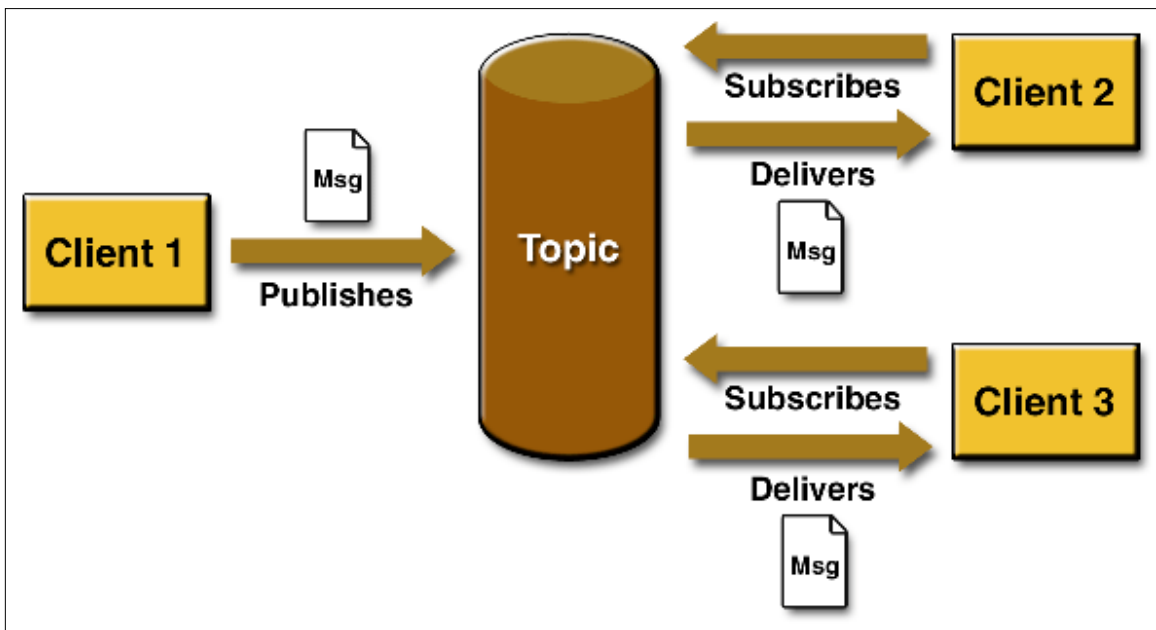 Client 1
Msg
Publishes
Topic
Subscribes
Delivers
Msg
Client 2
Subscribes
Delivers
Msg
Client 3